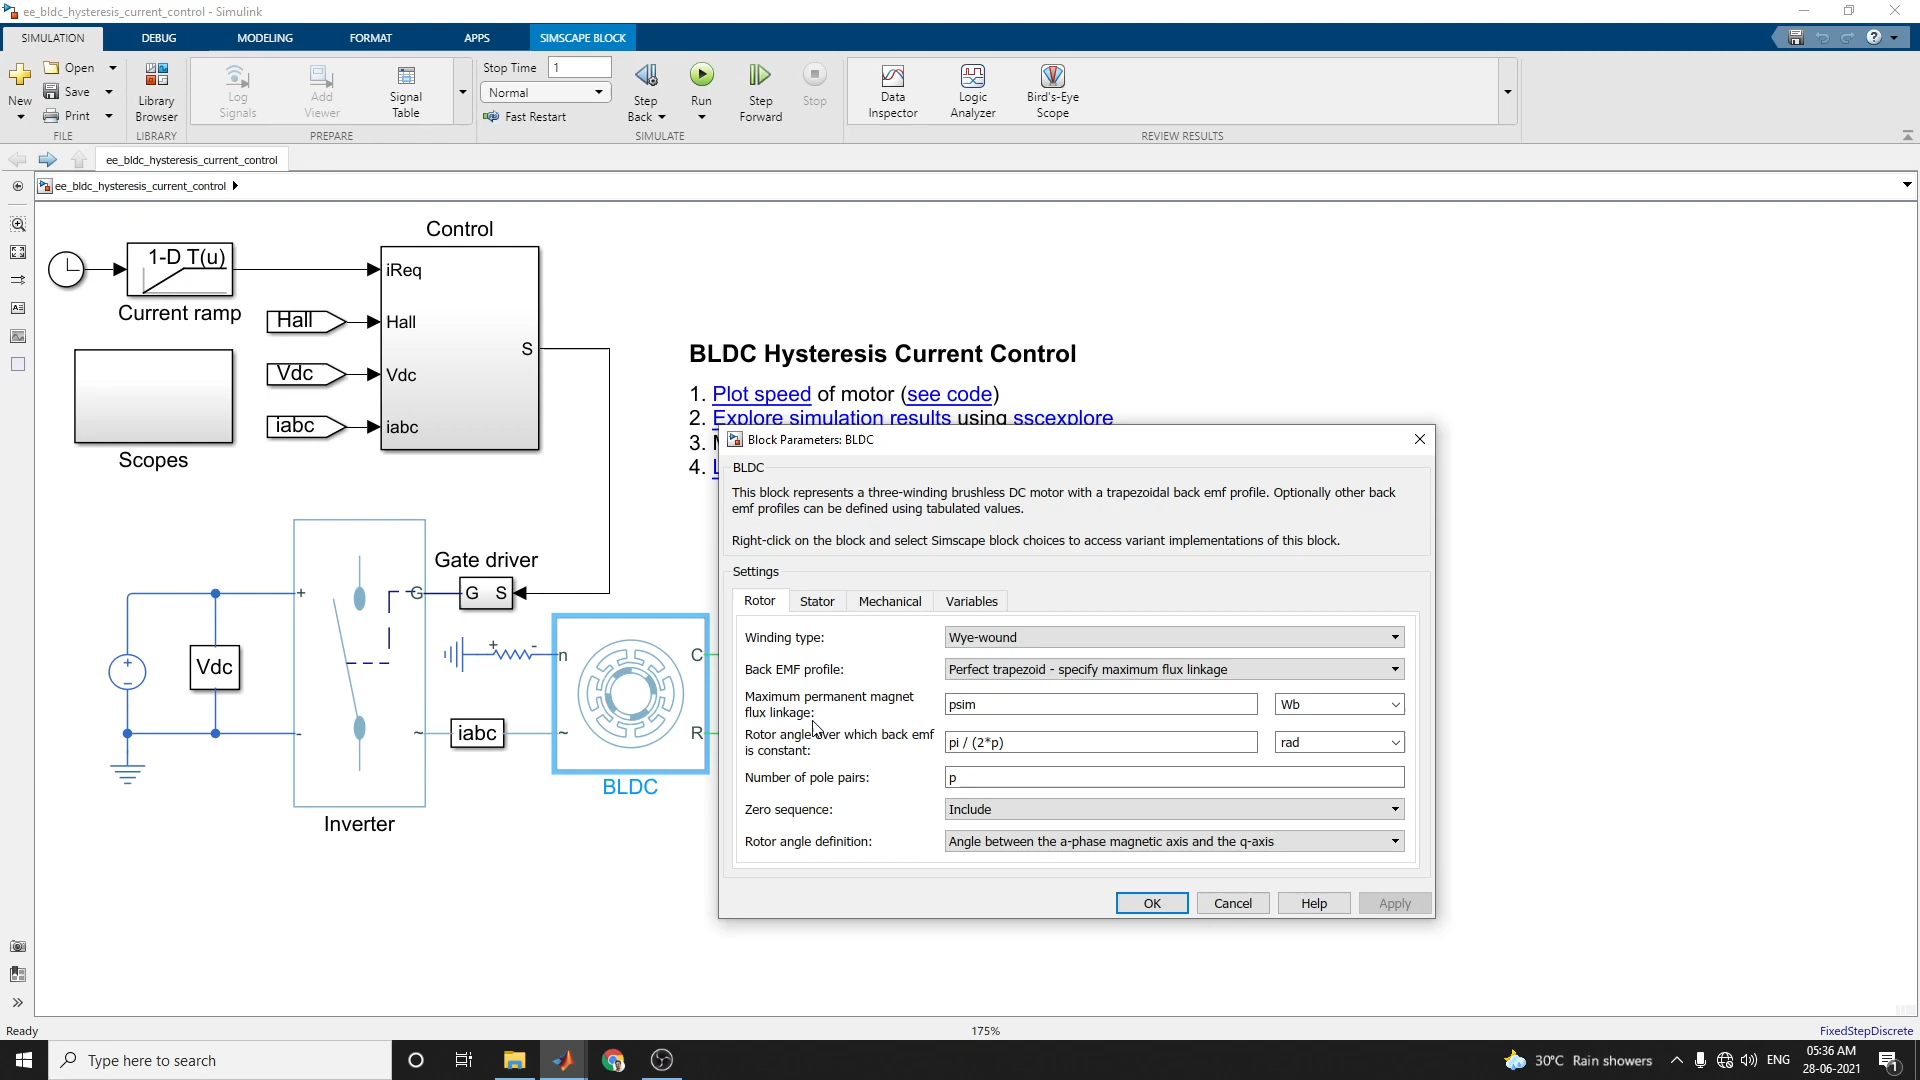 ee_bldc_hysteresis_current_control - Simulink
SIMULATION
DEBUG
MODELING
FORMAT
APPS
SIMSCAPE BLOCK
New
Open
Save
Print
FILE
Library
Browser
LIBRARY
Log
Signals
Add
Viewer
Signal
Table
PREPARE
Stop Time 1
Normal
Fast Restart
Step
Back
Run
Step
Forward
Stop
SIMULATE
Data
Inspector
Logic
Analyzer
Bird's-Eye
Scope
REVIEW RESULTS
ee_bldc_hysteresis_current_control
ee_bldc_hysteresis_current_control
Control
1-D T(u)
Current ramp
iReq
Hall
Hall
S
Vdc
Vdc
iabc
iabc
Scopes
BLDC Hysteresis Current Control
1. Plot speed of motor (see code)
2. Explore simulation results using sscexplore
3.
4.
Gate driver
+
G
G S
+
-
n
C
+
-
Vdc
-
~
iabc
~
R
BLDC
Inverter
Block Parameters: BLDC
BLDC
This block represents a three-winding brushless DC motor with a trapezoidal back emf profile. Optionally other back
emf profiles can be defined using tabulated values.
Right-click on the block and select Simscape block choices to access variant implementations of this block.
Settings
Rotor
Stator
Mechanical
Variables
Winding type:
Wye-wound
Back EMF profile:
Perfect trapezoid - specify maximum flux linkage
Maximum permanent magnet
flux linkage:
psim
Wb
Rotor angle over which back emf
is constant:
pi / (2*p)
rad
Number of pole pairs:
p
Zero sequence:
Include
Rotor angle definition:
Angle between the a-phase magnetic axis and the q-axis
OK
Cancel
Help
Apply
Ready
175%
FixedStepDiscrete
Type here to search
30°C Rain showers
ENG
05:36 AM
28-06-2021
1